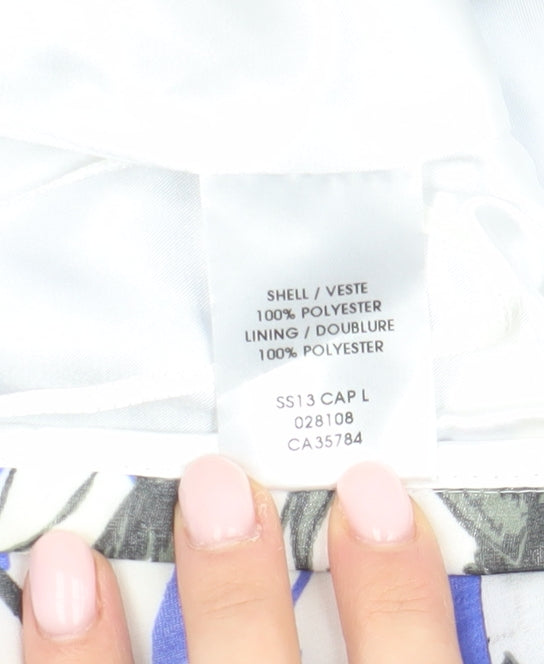 SHELL / VESTE
100% POLYESTER
LINING / DOUBLURE
100% POLYESTER
SS13 CAP L
028108
CA35784